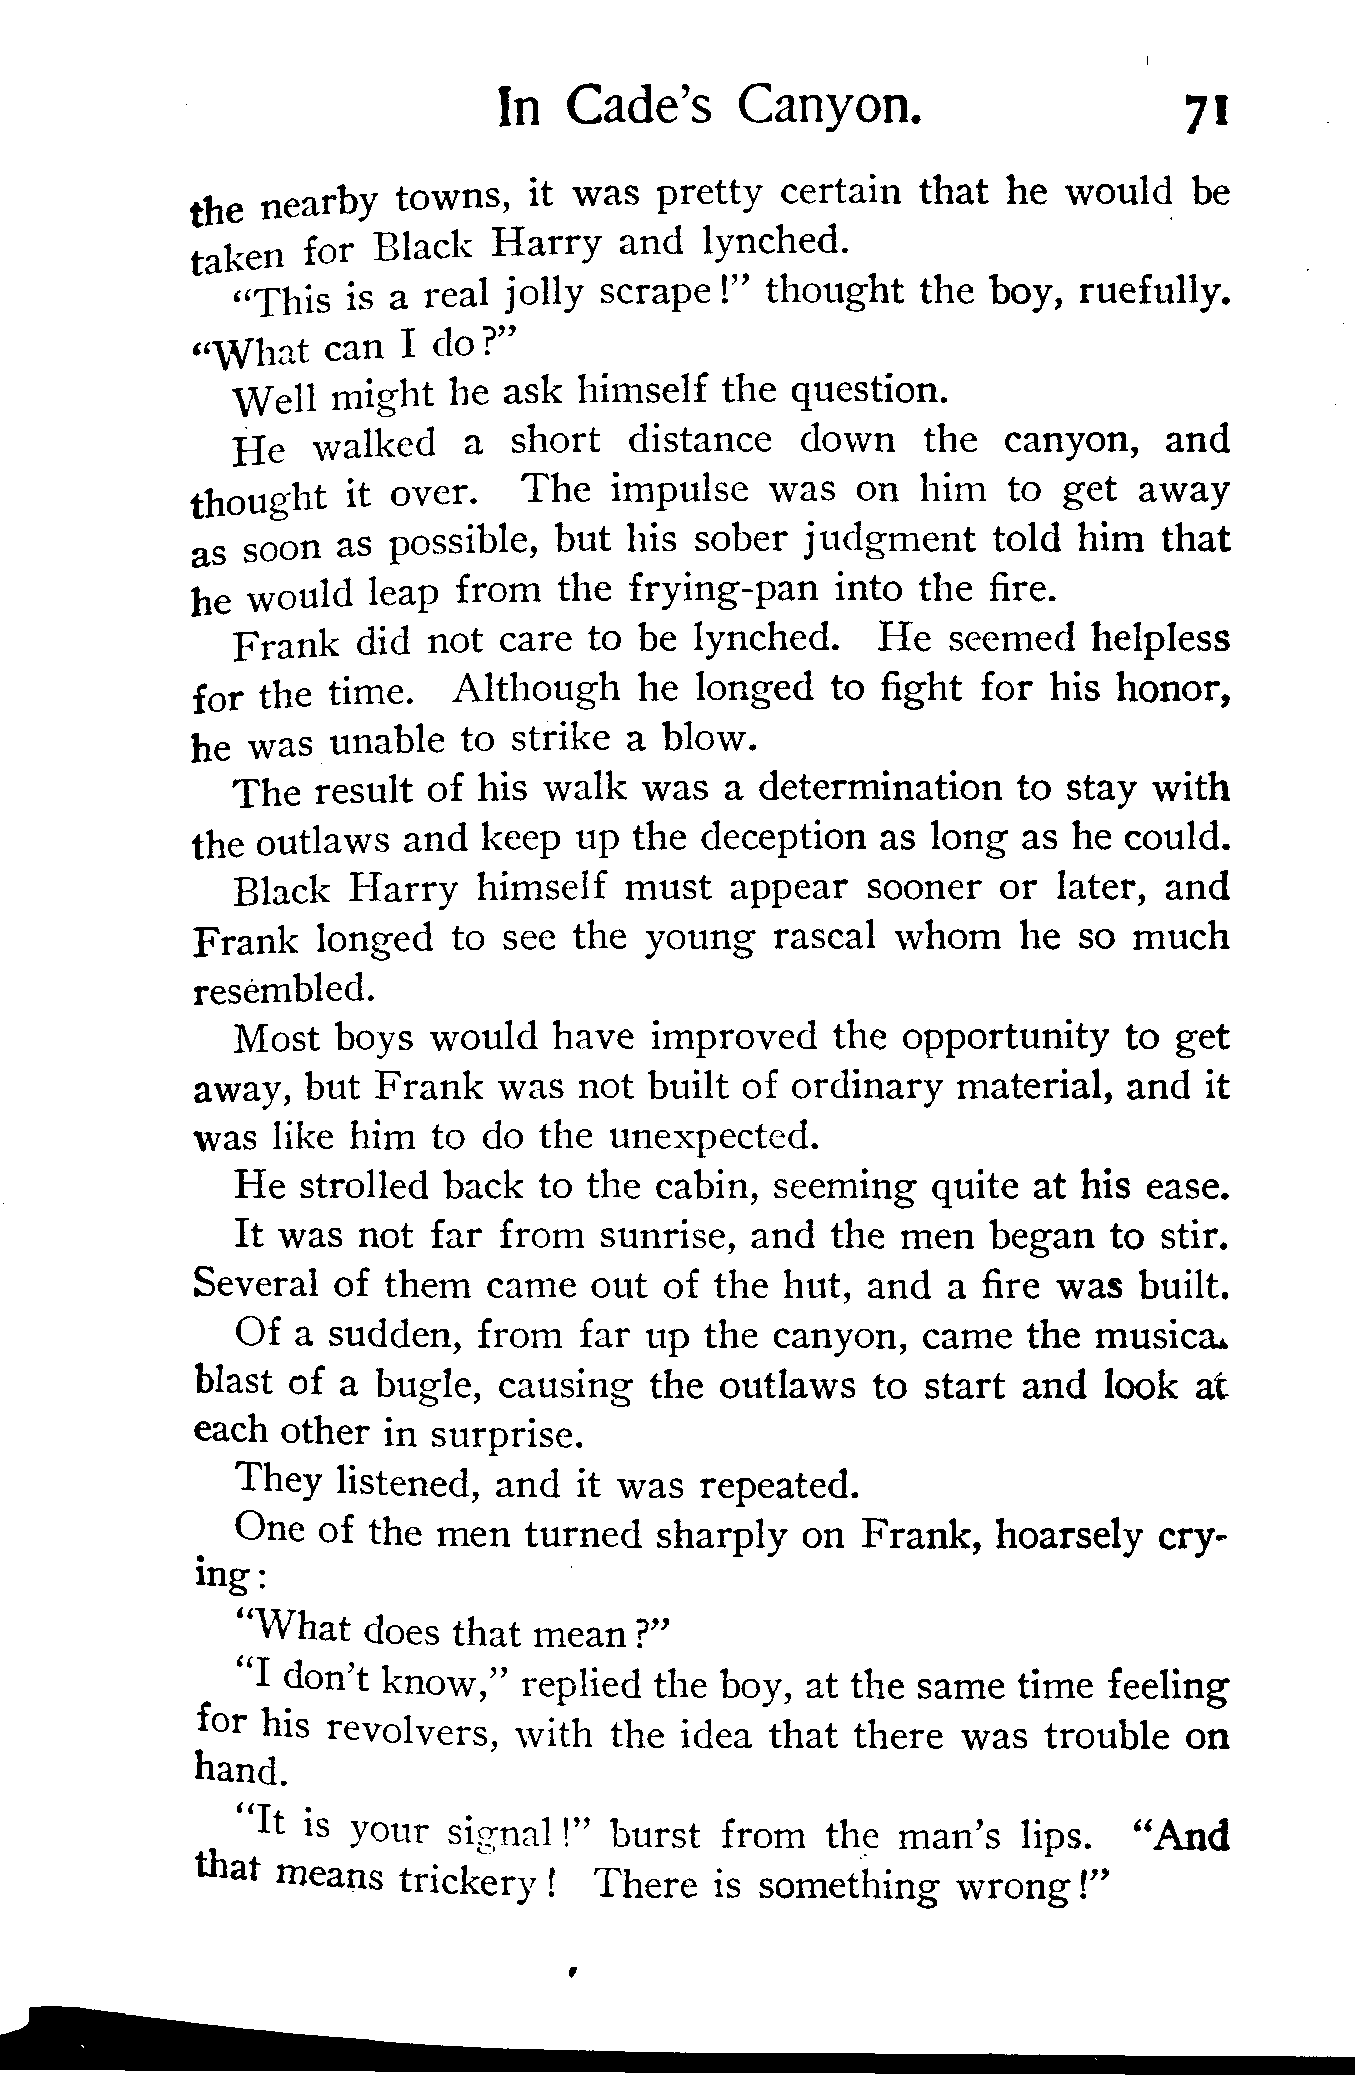 In Cade's Canyon. 71
the nearby towns, it was pretty certain that he would be
taken for Black Harry and lynched.
"This is a real jolly scrape!" thought the boy, ruefully.
"What can I do?"
Well might he ask himself the question.
He walked a short distance down the canyon, and
thought it over. The impulse was on him to get away
as soon as possible, but his sober judgment told him that
he would leap from the frying-pan into the fire.
Frank did not care to be lynched. He seemed helpless
for the time. Although he longed to fight for his honor,
he was unable to strike a blow.
The result of his walk was a determination to stay with
the outlaws and keep up the deception as long as he could.
Black Harry himself must appear sooner or later, and
Frank longed to see the young rascal whom he so much
resembled.
Most boys would have improved the opportunity to get
away, but Frank was not built of ordinary material, and it
was like him to do the unexpected.
He strolled back to the cabin, seeming quite at his ease.
It was not far from sunrise, and the men began to stir.
Several of them came out of the hut, and a fire was built.
Of a sudden, from far up the canyon, came the musical
blast of a bugle, causing the outlaws to start and look at
each other in surprise.
They listened, and it was repeated.
One of the men turned sharply on Frank, hoarsely cry-
ing:
"What does that mean?"
"I don't know," replied the boy, at the same time feeling
for his revolvers, with the idea that there was trouble on
hand.
"It is your signal!" burst from the man's lips. "And
that means trickery! There is something wrong!"